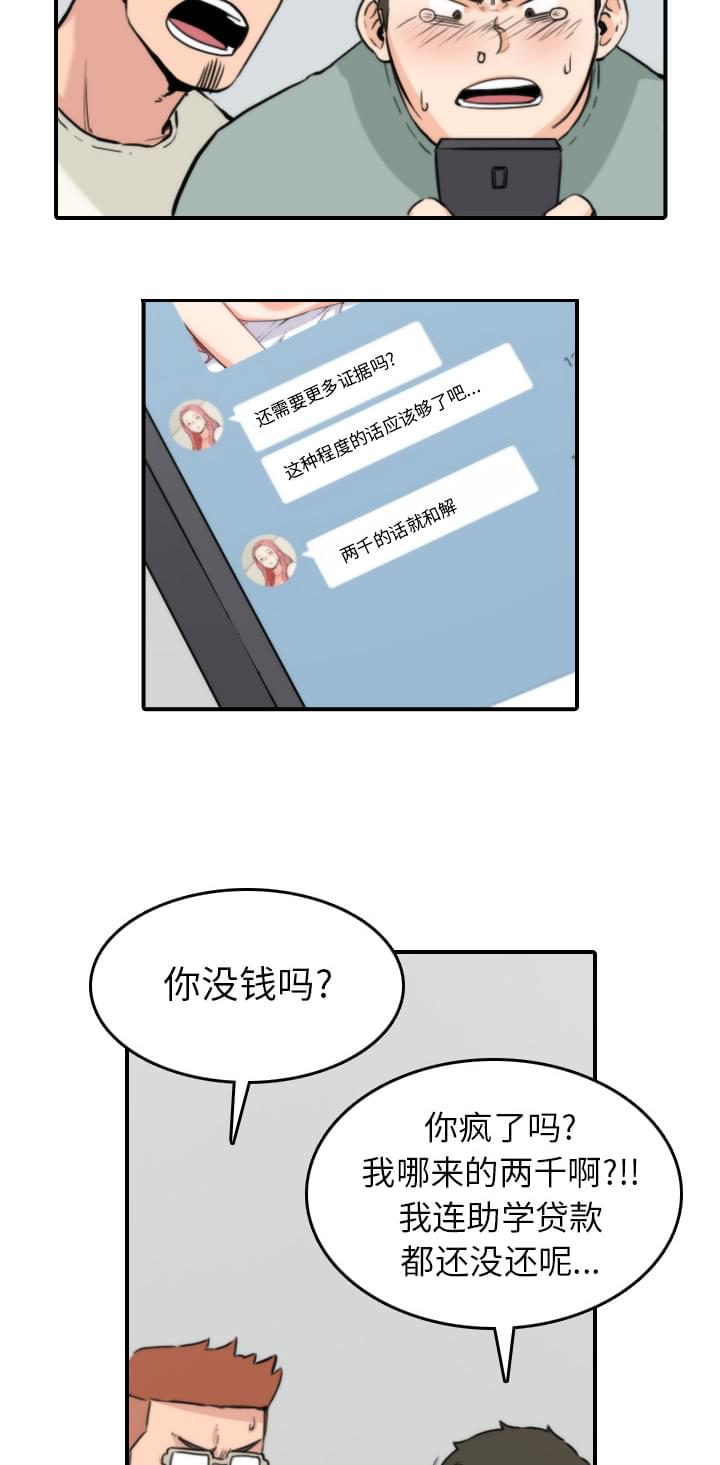 还需要更多证据吗?
这种程度的话应该够了吧...
两千的话就和解
你没钱吗?
你疯了吗?
我哪来的两千啊?!!
我连助学贷款
都还没还呢...